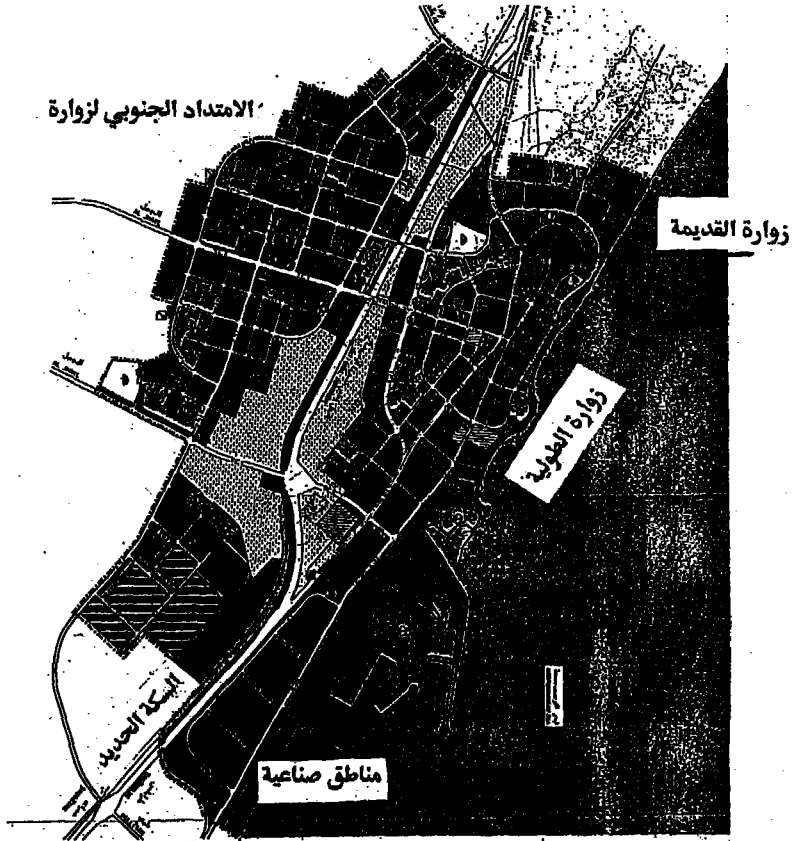 الامتداد الجنوبي لزوارة
زوارة القديمة
زوارة الطولية
السكة الحديد
مناطق صناعية